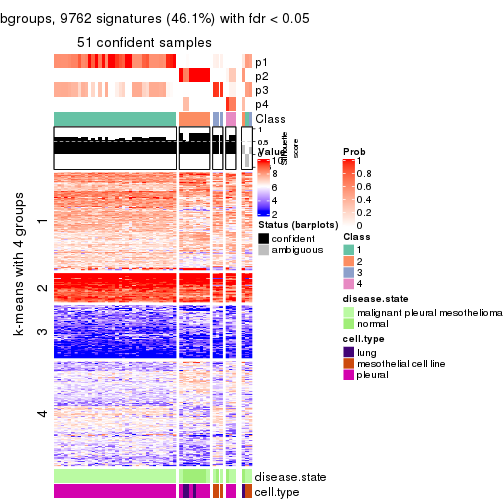 bgroups, 9762 signatures (46.1%) with fdr < 0.05
51 confident samples
p1
p2
p3
p4
Class
1
0.5
0
Silhouette
score
k-means with 4 groups
1
2
3
4
Value
10
8
6
4
2
Status (barplots)
confident
ambiguous
Prob
1
0.8
0.6
0.4
0.2
0
Class
1
2
3
4
disease.state
malignant pleural mesothelioma
normal
cell.type
lung
mesothelial cell line
pleural
disease.state
cell.type